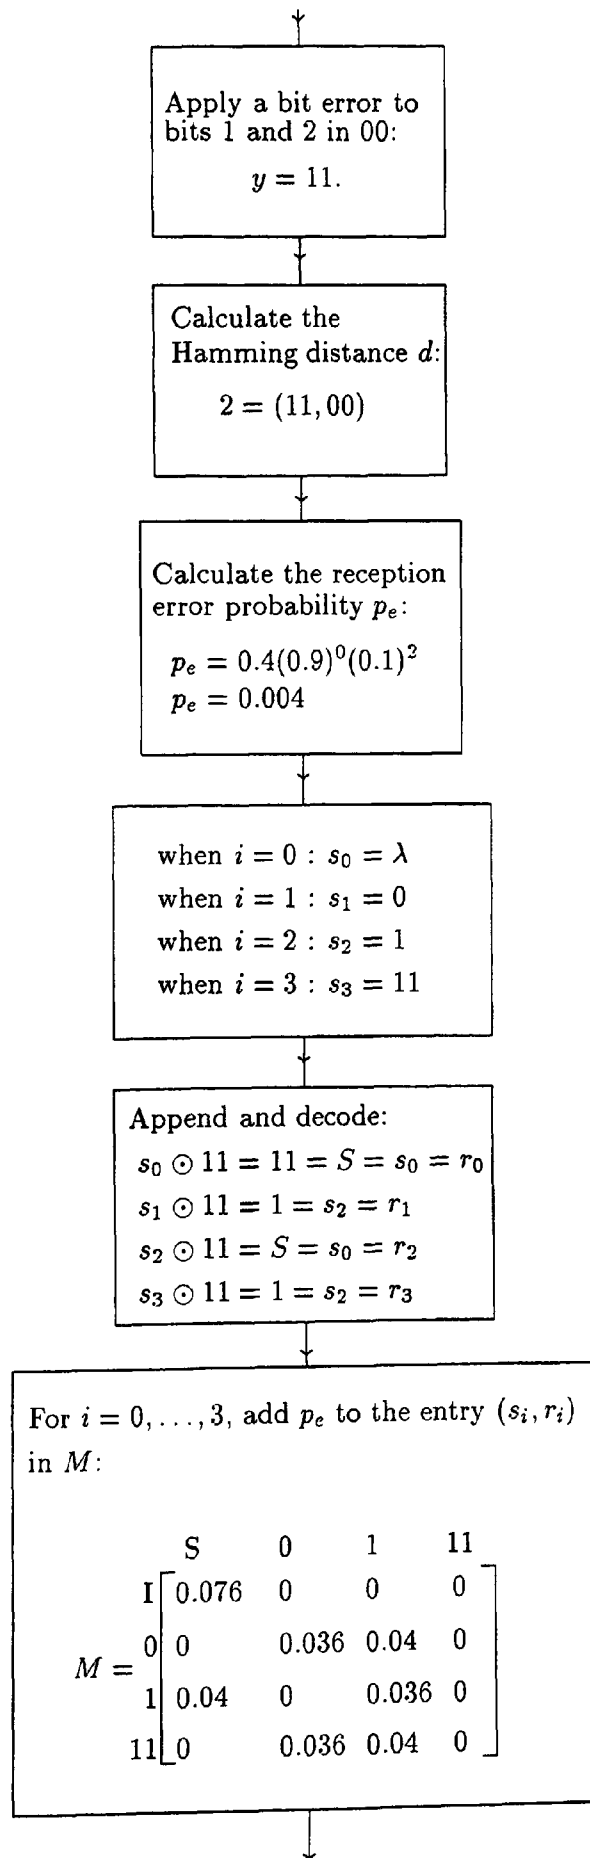 Apply a bit error to
bits 1 and 2 in 00:
y = 11.
Calculate the
Hamming distance d:
2 = (11,00)
Calculate the reception
error probability pₑ:
pₑ = 0.4(0.9)⁰(0.1)²
pₑ = 0.004
when i = 0 : s₀ = λ
when i = 1 : s₁ = 0
when i = 2 : s₂ = 1
when i = 3 : s₃ = 11
Append and decode:
s₀ ⊙ 11 = 11 = S = s₀ = r₀
s₁ ⊙ 11 = 1 = s₂ = r₁
s₂ ⊙ 11 = S = s₀ = r₂
s₃ ⊙ 11 = 1 = s₂ = r₃
For i = 0, . . . , 3, add pₑ to the entry (sᵢ, rᵢ)
in M:
S 0 1 11
I 0.076 0 0 0
0 0 0.036 0.04 0
M =
1 0.04 0 0.036 0
11 0 0.036 0.04 0